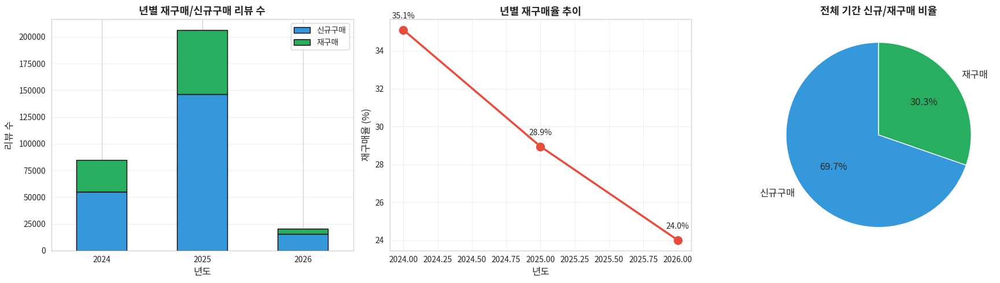 년별 재구매/신규구매 리뷰 수
신규구매
재구매
200000
175000
150000
125000
100000
75000
50000
25000
0
리뷰 수
2024
2025
2026
년도
년별 재구매율 추이
35.1%
28.9%
24.0%
34
32
30
28
26
24
재구매율 (%)
2024.00
2024.25
2024.50
2024.75
2025.00
2025.25
2025.50
2025.75
2026.00
년도
전체 기간 신규/재구매 비율
재구매
30.3%
69.7%
신규구매